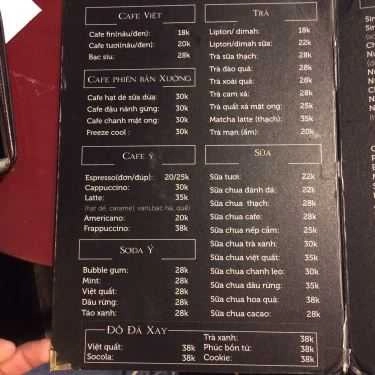 Cafe Việt
Cafe fin(nâu/đen): 18k
Cafe tươi(nâu/đen): 20k
Bạc sỉu: 28k
Cafe phiên bản Xưởng
Cafe hạt dẻ sữa dừa: 30k
Cafe đậu nành gừng: 30k
Cafe chanh mật ong: 30k
Freeze cool : 30k
Cafe Ý
Espresso(đơn/đúp): 20/25k
Cappuccino: 30k
Latte: 35k
(hạt dẻ, caramel, vani,bạc hà, quế)
Americano: 20k
Frappuccino: 38k
Soda Ý
Bubble gum: 28k
Mint: 28k
Việt quất: 28k
Dâu rừng: 28k
Táo xanh: 28k
Trà
Lipton/ dimah: 18k
Lipton/dimah sữa: 22k
Trà sữa thạch: 28k
Trà đào quả: 28k
Trà xoài quả: 28k
Trà cam xả: 28k
Trà quất xả mật ong: 25k
Matcha latte (thạch): 35k
Trà mạn (ấm): 20k
Sữa
Sữa tươi: 22k
Sữa chua đánh đá: 22k
Sữa chua thạch: 28k
Sữa chua cafe: 28k
Sữa chua nếp cẩm: 25k
Sữa chua trà xanh: 30k
Sữa chua việt quất: 35k
Sữa chua chanh leo: 30k
Sữa chua dâu rừng: 35k
Sữa chua hoa quả: 38k
Sữa chua cacao: 28k
Đồ Đá Xay
Việt quất: 38k
Socola: 38k
Trà xanh: 38k
Phúc bồn tử: 38k
Cookie: 38k